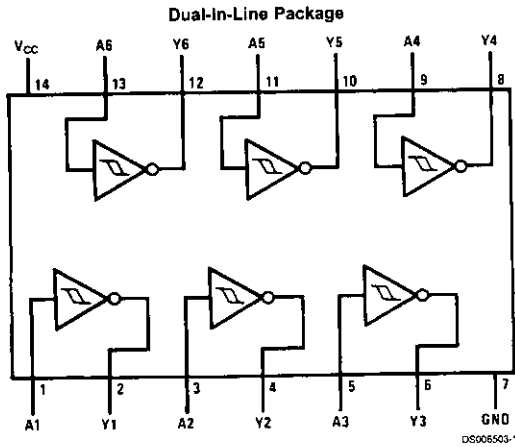 Dual-In-Line Package
VCC A6 Y6 A5 Y5 A4 Y4
14 13 12 11 10 9 8
1 2 3 4 5 6 7
A1 Y1 A2 Y2 A3 Y3 GND
DS006503-1